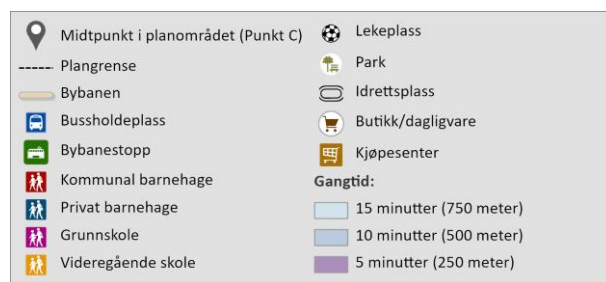 Midtpunkt i planområdet (Punkt C)
Plangrense
Bybanen
Bussholdeplass
Bybanestopp
Kommunal barnehage
Privat barnehage
Grunnskole
Videregående skole
Lekeplass
Park
Idrettsplass
Butikk/dagligvare
Kjøpesenter
Gangtid:
15 minutter (750 meter)
10 minutter (500 meter)
5 minutter (250 meter)